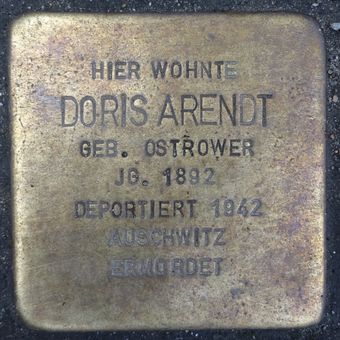 HIER WOHNTE
DORIS ARENDT
GEB. OSTROWER
JG. 1892
DEPORTIERT 1942
AUSCHWITZ
ERMORDET